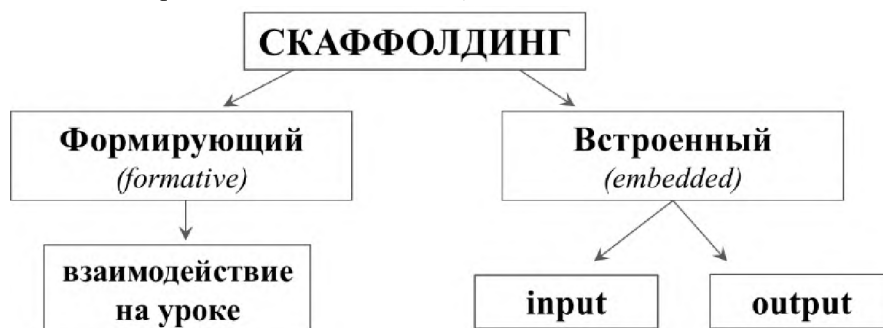 СКАФФОЛДИНГ
Формирующий
(formative)
Встроенный
(embedded)
взаимодействие
на уроке
input
output